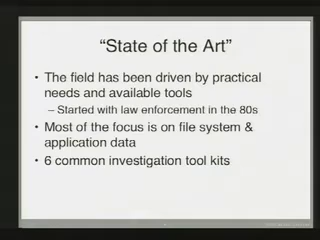 “State of the Art”
• The field has been driven by practical
needs and available tools
– Started with law enforcement in the 80s
• Most of the focus is on file system &
application data
• 6 common investigation tool kits